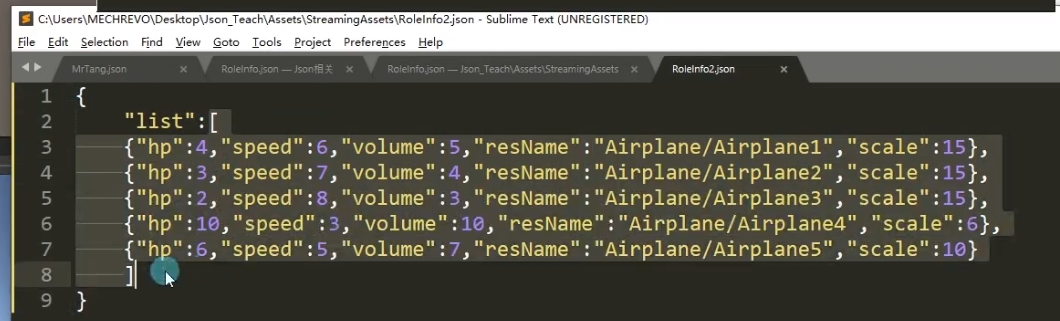 C:\Users\MECHREVO\Desktop\Json_Teach\Assets\StreamingAssets\RoleInfo2.json - Sublime Text (UNREGISTERED)
File Edit Selection Find View Goto Tools Project Preferences Help
MrTang.json × RoleInfo.json — Json相关 × RoleInfo.json — Json_Teach\Assets\StreamingAssets × RoleInfo2.json ×
1 {
2 "list":[
3 {"hp":4,"speed":6,"volume":5,"resName":"Airplane/Airplane1","scale":15},
4 {"hp":3,"speed":7,"volume":4,"resName":"Airplane/Airplane2","scale":15},
5 {"hp":2,"speed":8,"volume":3,"resName":"Airplane/Airplane3","scale":15},
6 {"hp":10,"speed":3,"volume":10,"resName":"Airplane/Airplane4","scale":6},
7 {"hp":6,"speed":5,"volume":7,"resName":"Airplane/Airplane5","scale":10}
8 ]
9 }